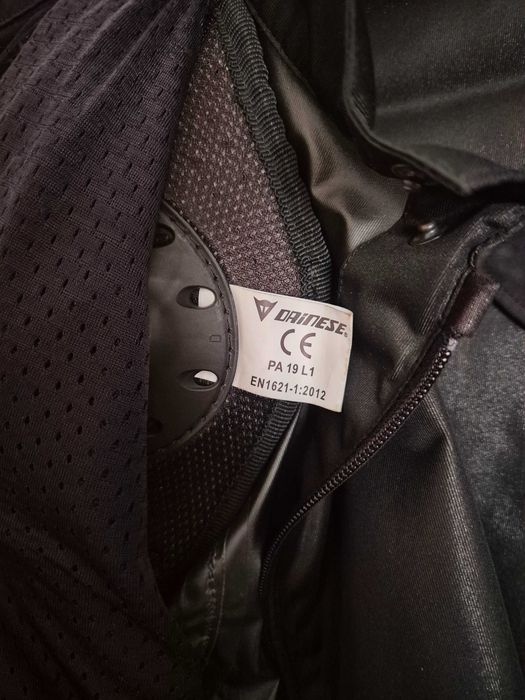 DAINESE®
CE
PA 19 L1
EN1621-1:2012